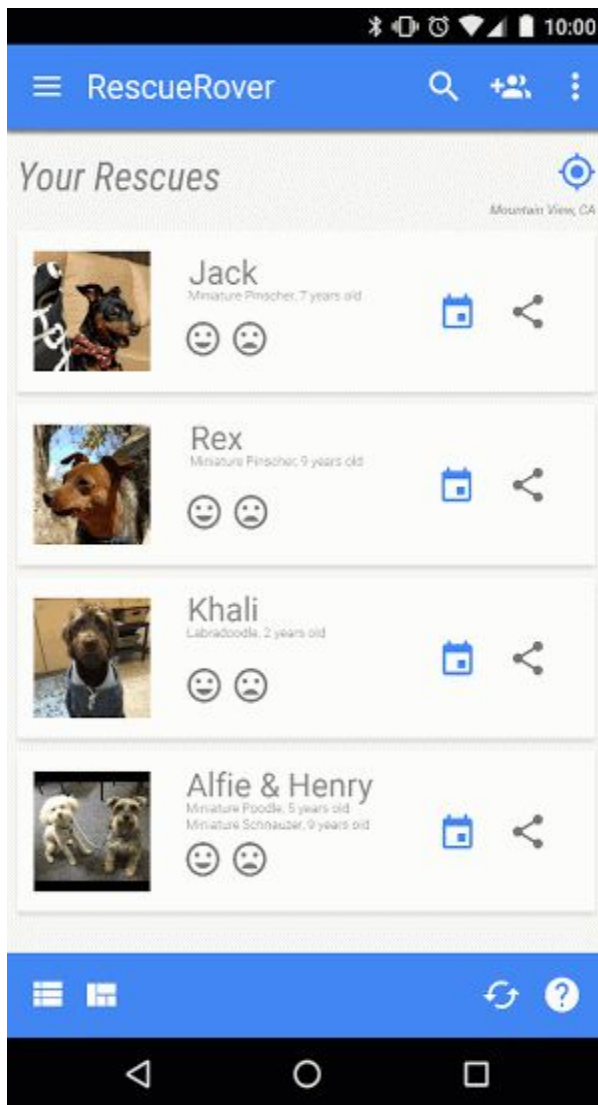 10:00
RescueRover
Your Rescues
Mountain View, CA
Jack
Miniature Pinscher, 7 years old
Rex
Miniature Pinscher, 9 years old
Khali
Labradoodle, 2 years old
Alfie & Henry
Miniature Poodle, 5 years old
Miniature Schnauzer, 9 years old